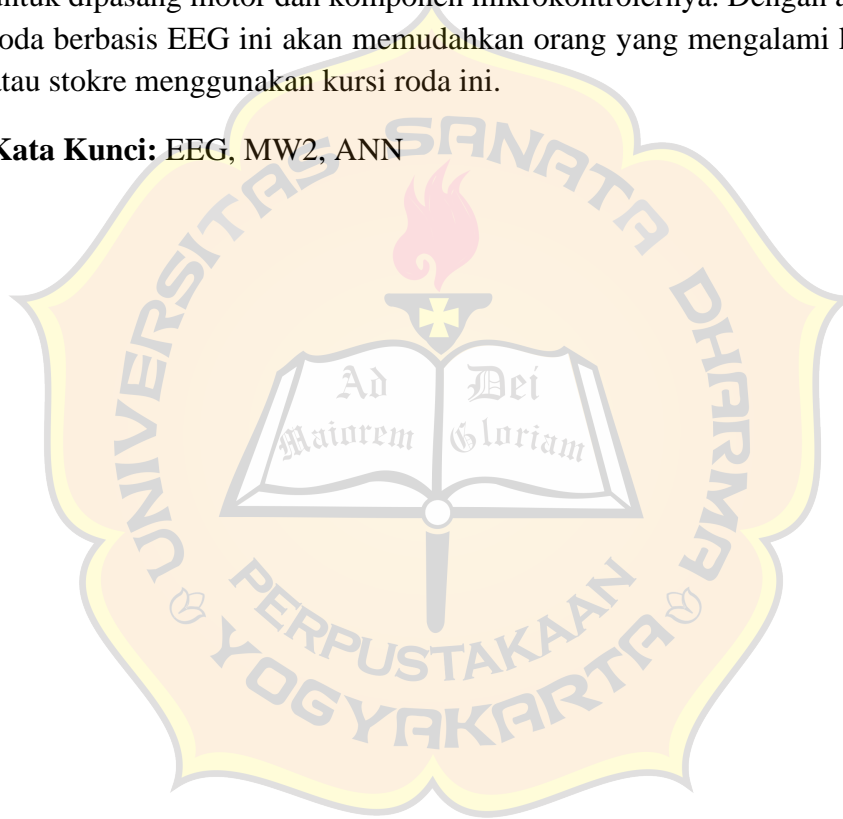 untuk dipasang motor dan komponen mikrokontrolernya. Dengan a
roda berbasis EEG ini akan memudahkan orang yang mengalami
atau stokre menggunakan kursi roda ini.
Kata Kunci: EEG, MW2, ANN
UNIVERSITAS SANATA DHARMA
Ad Dei
Maiorem Gloriam
PERPUSTAKAAN
YOGYAKARTA